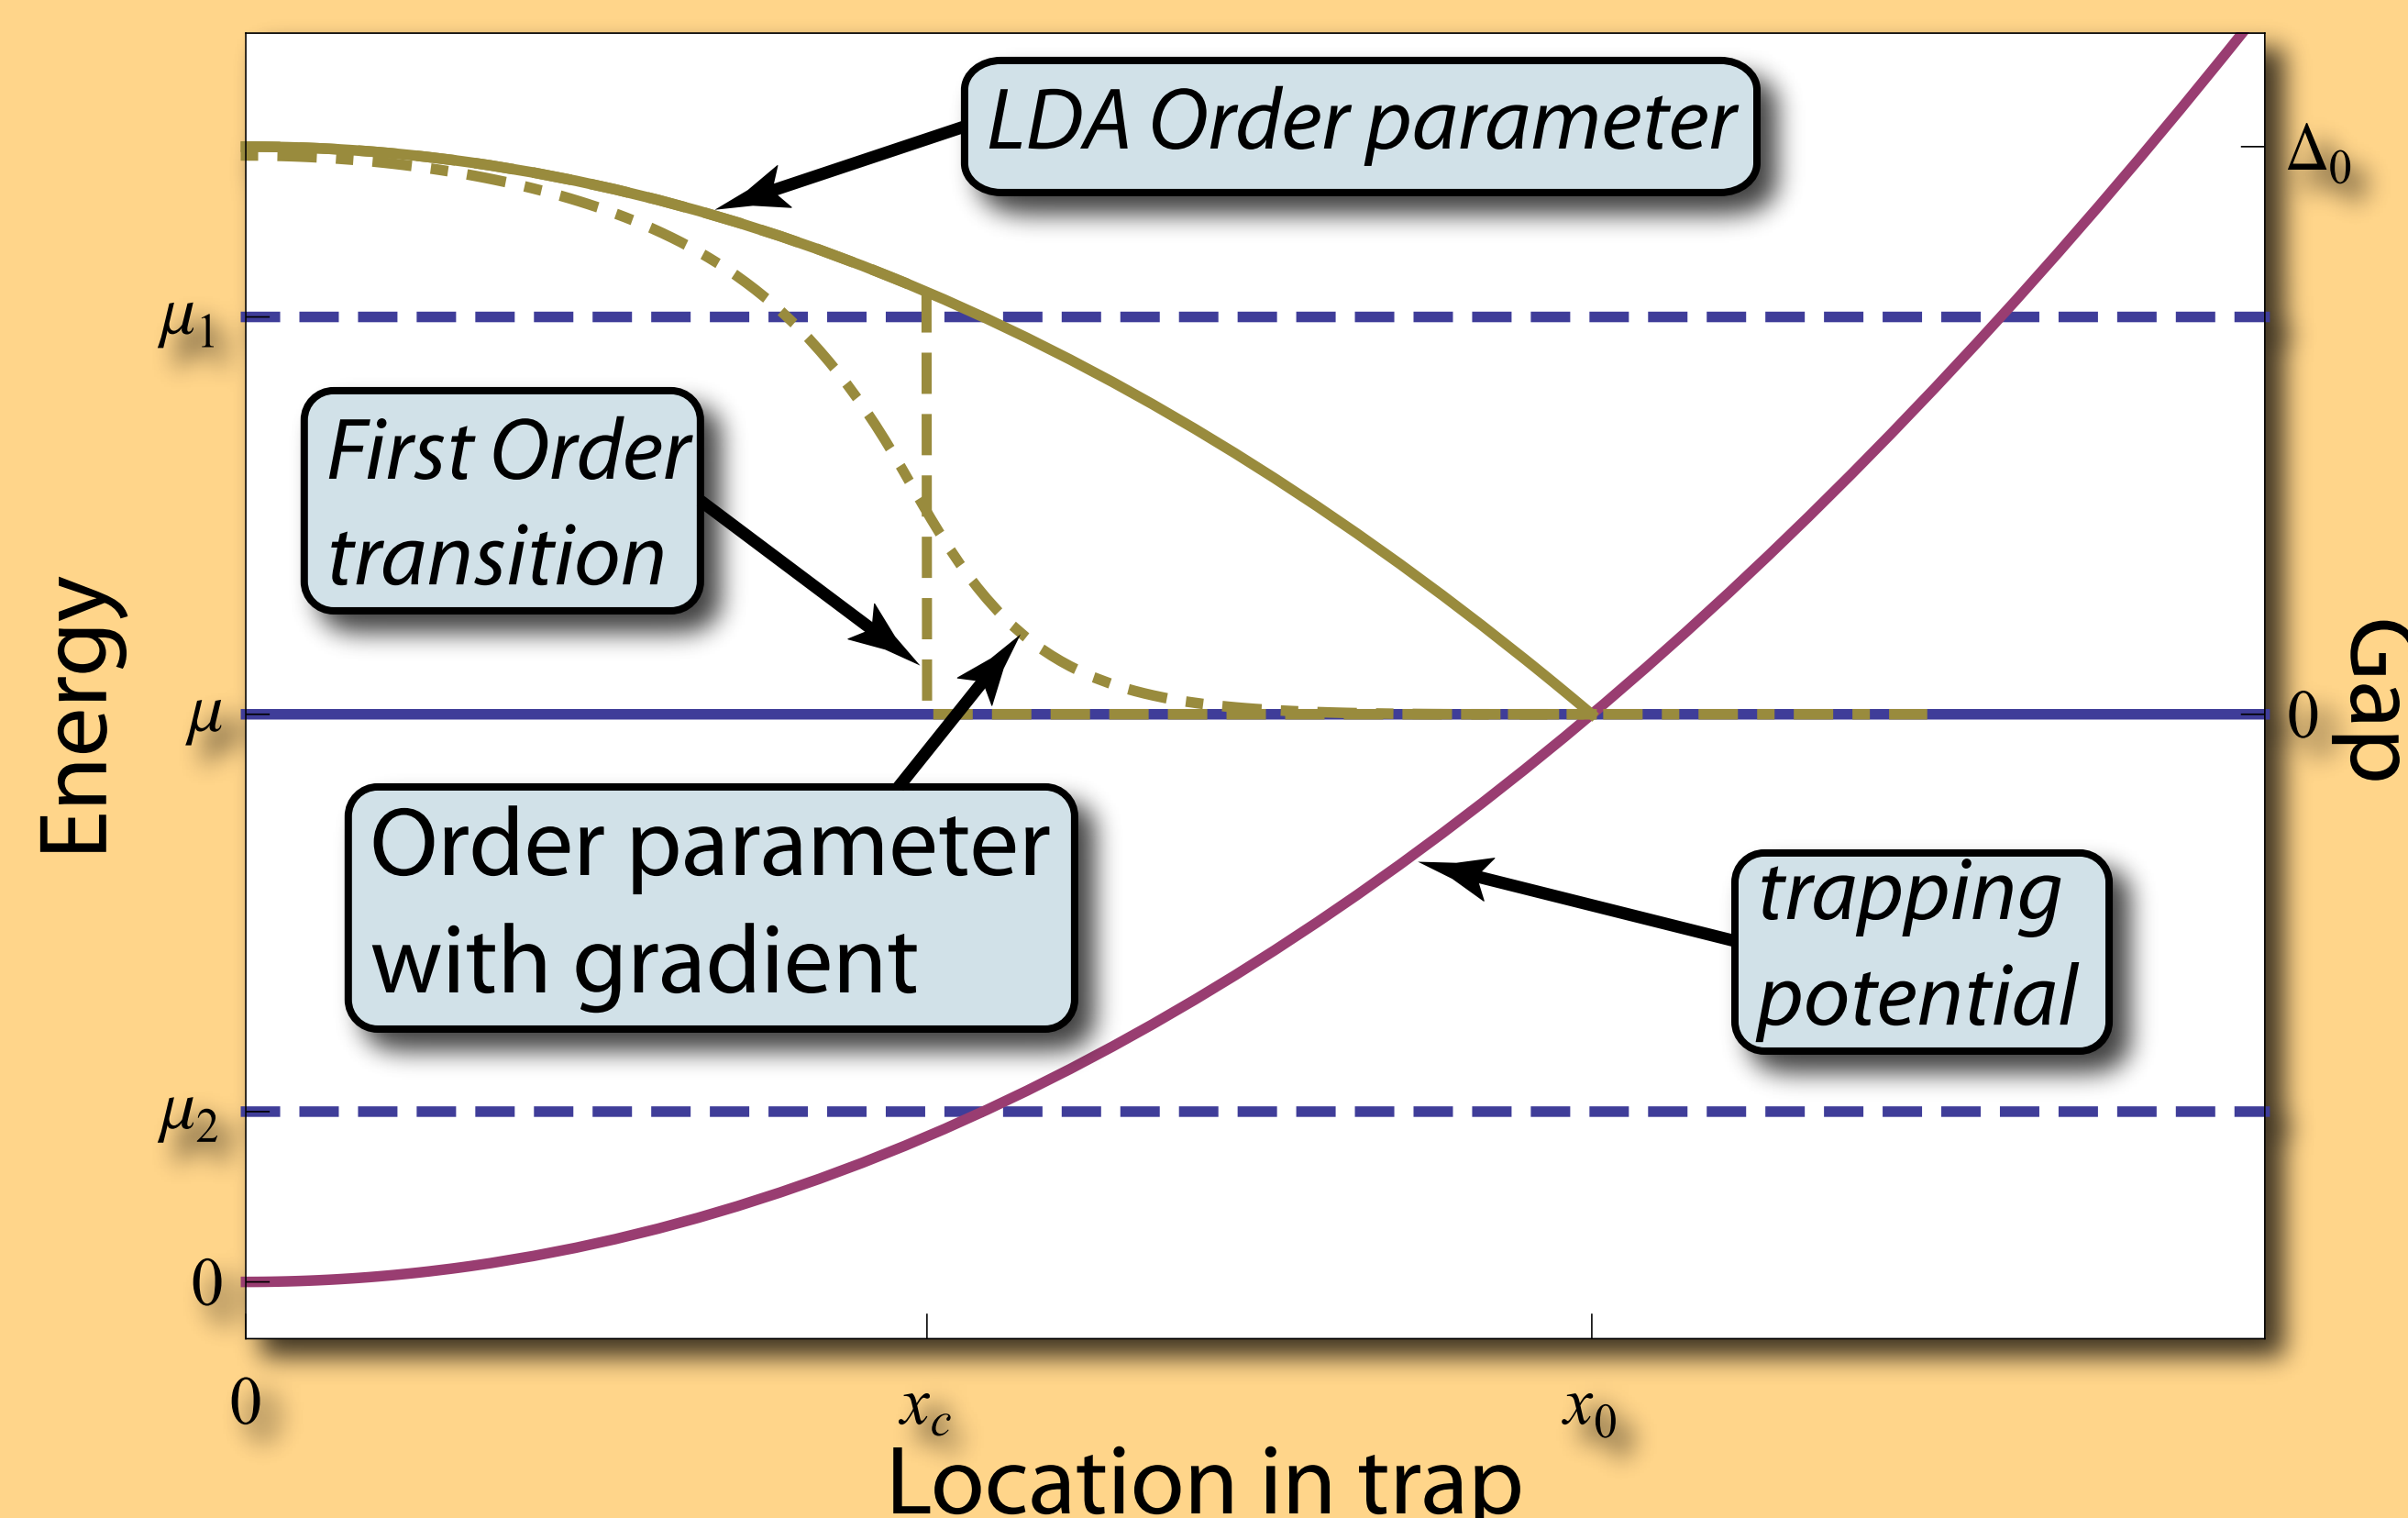 LDA Order parameter
Δ0
μ1
First Order
transition
Energy
μ
0
Gap
Order parameter
with gradient
trapping
potential
μ2
0
0
xc
x0
Location in trap